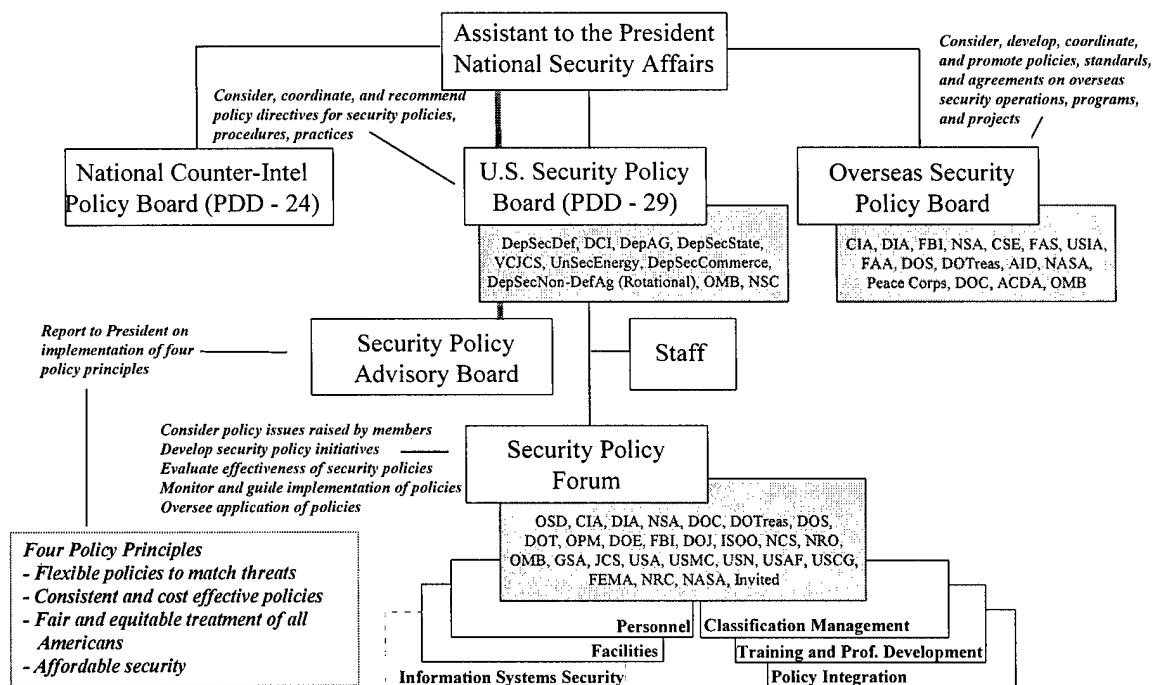 Assistant to the President
National Security Affairs
Consider, develop, coordinate,
and promote policies, standards,
and agreements on overseas
security operations, programs,
and projects
Consider, coordinate, and recommend
policy directives for security policies,
procedures, practices
National Counter-Intel
Policy Board (PDD - 24)
U.S. Security Policy
Board (PDD - 29)
DepSecDef, DCI, DepAG, DepSecState,
VCJCS, UnSecEnergy, DepSecCommerce,
DepSecNon-DefAg (Rotational), OMB, NSC
Overseas Security
Policy Board
CIA, DIA, FBI, NSA, CSE, FAS, USIA,
FAA, DOS, DOTreas, AID, NASA,
Peace Corps, DOC, ACDA, OMB
Report to President on
implementation of four
policy principles
Security Policy
Advisory Board
Staff
Consider policy issues raised by members
Develop security policy initiatives
Evaluate effectiveness of security policies
Monitor and guide implementation of policies
Oversee application of policies
Security Policy
Forum
OSD, CIA, DIA, NSA, DOC, DOTreas, DOS,
DOT, OPM, DOE, FBI, DOJ, ISOO, NCS, NRO,
OMB, GSA, JCS, USA, USMC, USN, USAF, USCG,
FEMA, NRC, NASA, Invited
Four Policy Principles
- Flexible policies to match threats
- Consistent and cost effective policies
- Fair and equitable treatment of all
Americans
- Affordable security
Personnel
Classification Management
Facilities
Training and Prof. Development
Information Systems Security
Policy Integration